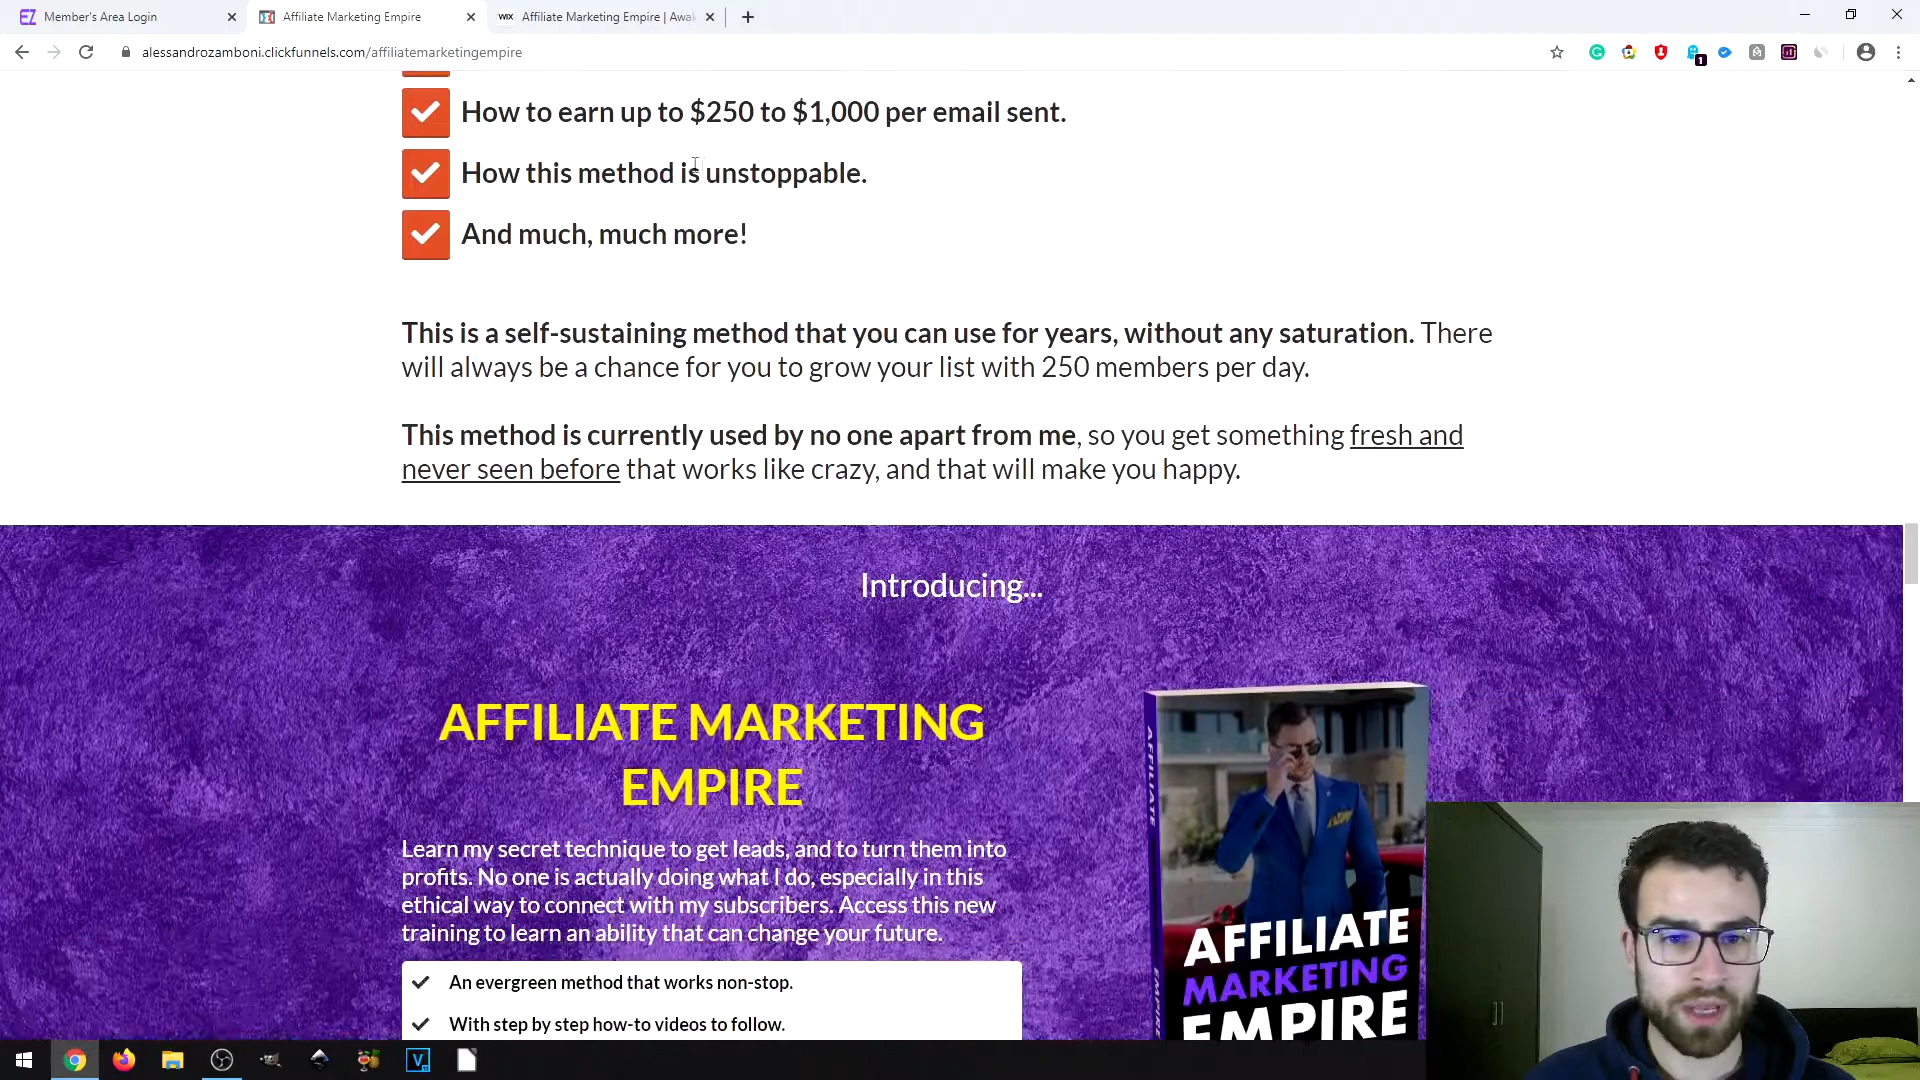 Member's Area Login
Affiliate Marketing Empire
WIX
Affiliate Marketing Empire | Awa
alessandrozamboni.clickfunnels.com/affiliatemarketingempire
1
How to earn up to $250 to $1,000 per email sent.
How this method is unstoppable.
And much, much more!
This is a self-sustaining method that you can use for years, without any saturation. There
will always be a chance for you to grow your list with 250 members per day.
This method is currently used by no one apart from me, so you get something fresh and
never seen before that works like crazy, and that will make you happy.
Introducing...
AFFILIATE MARKETING
EMPIRE
Learn my secret technique to get leads, and to turn them into
profits. No one is actually doing what I do, especially in this
ethical way to connect with my subscribers. Access this new
training to learn an ability that can change your future.
An evergreen method that works non-stop.
With step by step how-to videos to follow.
AFFILIATE
EMPIRE
AFFILIATE
MARKETING
EMPIRE